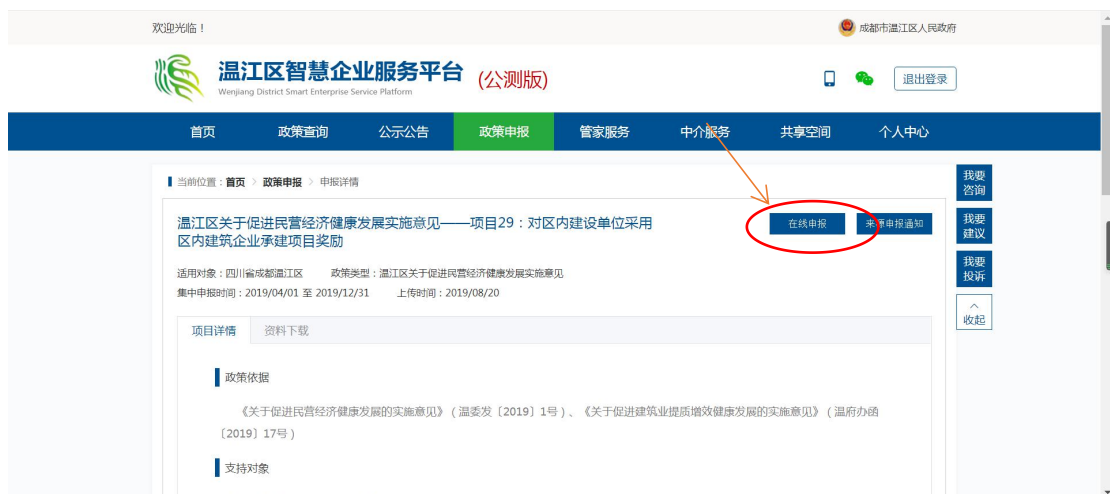 欢迎光临！
成都市温江区人民政府
温江区智慧企业服务平台 (公测版)
Wenjiang District Smart Enterprise Service Platform
退出登录
首页 政策查询 公示公告 政策申报 管家服务 中介服务 共享空间 个人中心
当前位置：首页 > 政策申报 > 申报详情
温江区关于促进民营经济健康发展实施意见——项目29：对区内建设单位采用
区内建筑企业承建项目奖励
在线申报 来源申报通知
适用对象：四川省成都温江区 政策类型：温江区关于促进民营经济健康发展实施意见
集中申报时间：2019/04/01 至 2019/12/31 上传时间：2019/08/20
项目详情 资料下载
政策依据
《关于促进民营经济健康发展的实施意见》（温委发〔2019〕1号）、《关于促进建筑业提质增效健康发展的实施意见》（温府办函
〔2019〕17号）
支持对象
我要
咨询
我要
建议
我要
投诉
收起